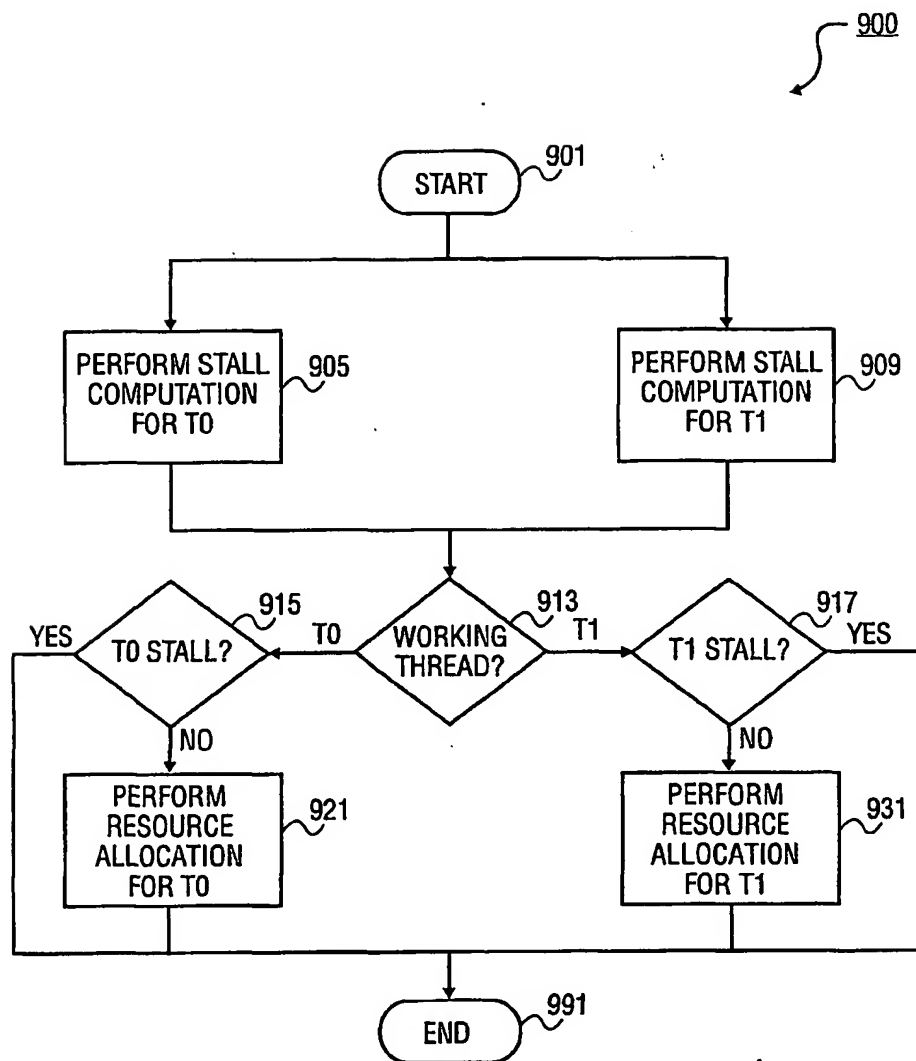 900
START
901
PERFORM STALL
COMPUTATION
FOR T0
905
PERFORM STALL
COMPUTATION
FOR T1
909
YES
T0 STALL?
915
T0
WORKING
THREAD?
913
T1
T1 STALL?
917
YES
NO
NO
PERFORM
RESOURCE
ALLOCATION
FOR T0
921
PERFORM
RESOURCE
ALLOCATION
FOR T1
931
END
991